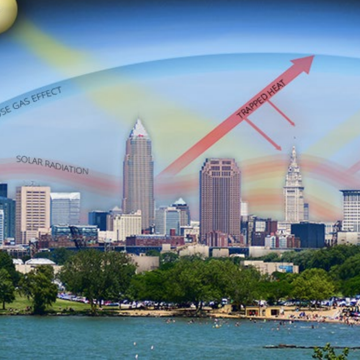 USE GAS EFFECT
TRAPPED HEAT
SOLAR RADIATION